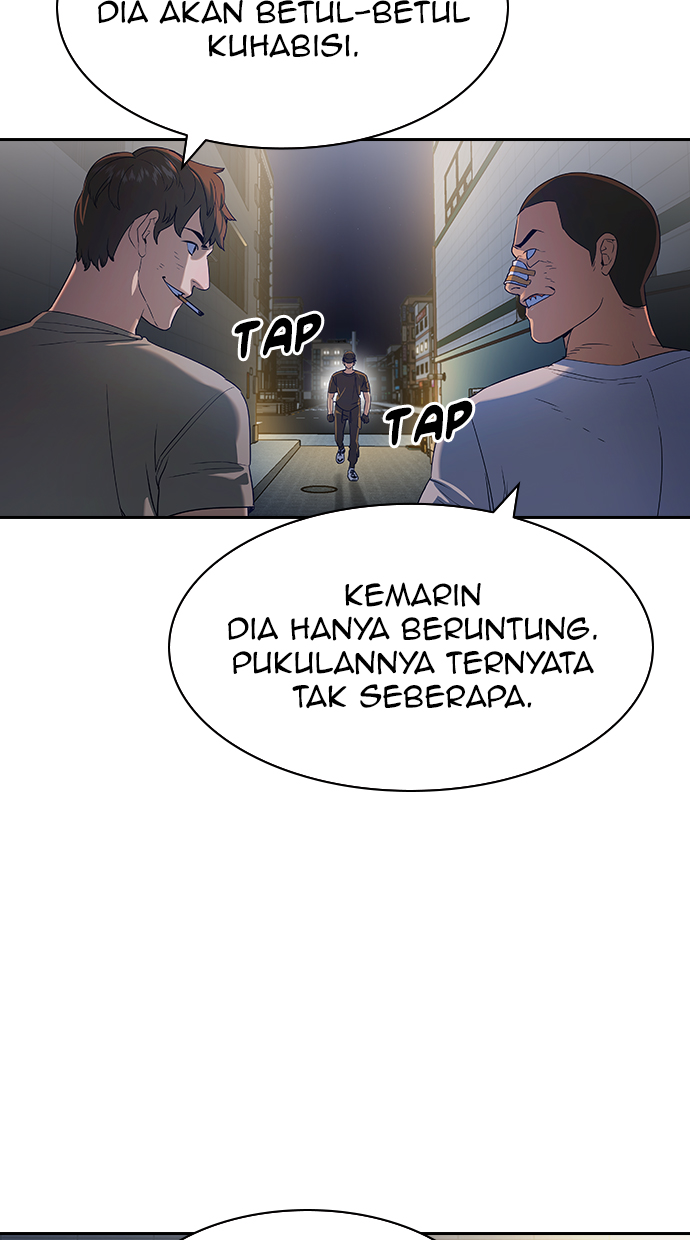 DIA AKAN BETUL-BETUL
KUHABISI.
TAP
TAP
KEMARIN
DIA HANYA BERUNTUNG.
PUKULANNYA TERNYATA
TAK SEBERAPA.